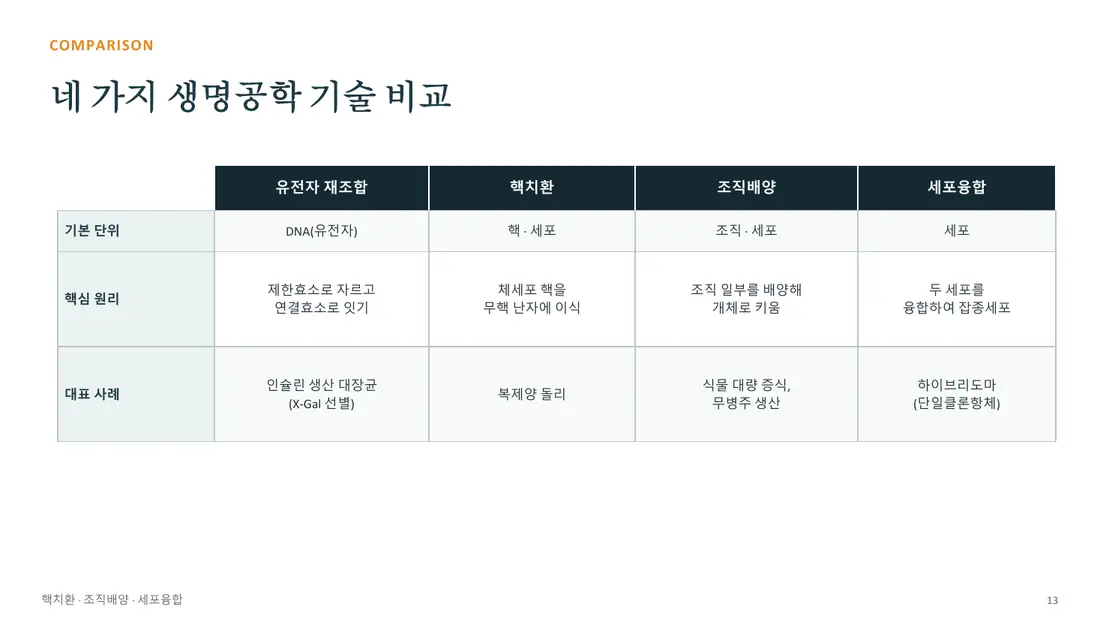 COMPARISON
네 가지 생명공학 기술 비교
유전자 재조합 핵치환 조직배양 세포융합
기본 단위 DNA(유전자) 핵 · 세포 조직 · 세포 세포
핵심 원리
제한효소로 자르고
연결효소로 잇기
체세포 핵을
무핵 난자에 이식
조직 일부를 배양해
개체로 키움
두 세포를
융합하여 잡종세포
대표 사례
인슐린 생산 대장균
(X-Gal 선별)
복제양 돌리
식물 대량 증식,
무병주 생산
하이브리도마
(단일클론항체)
핵치환 · 조직배양 · 세포융합
13